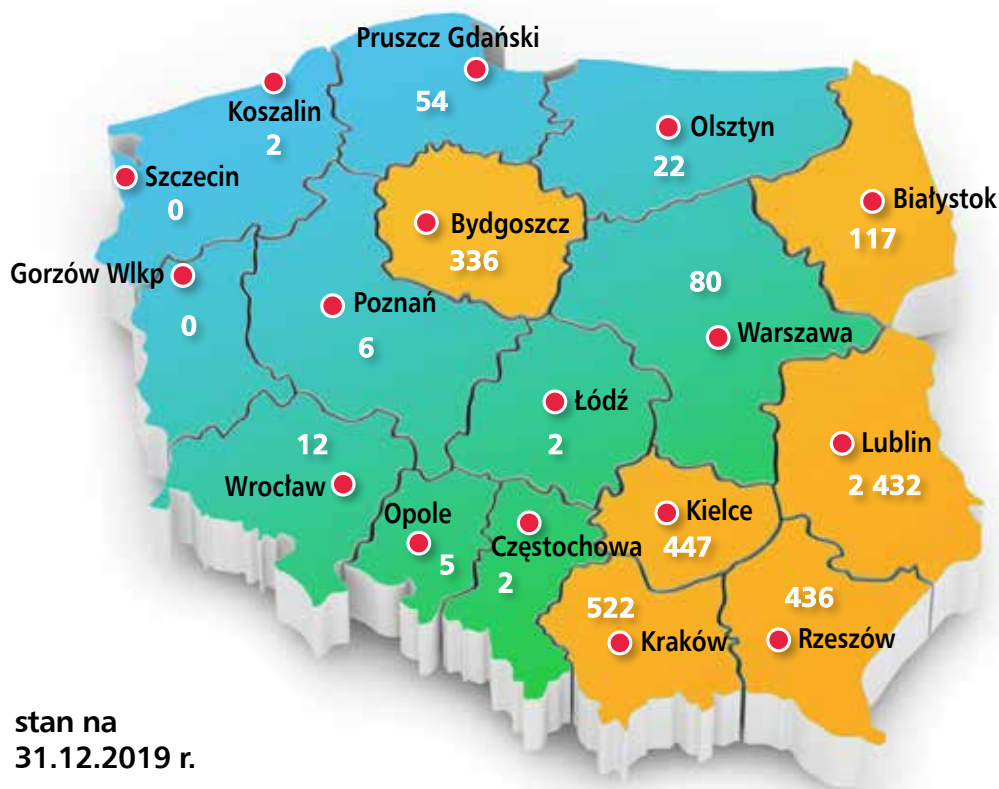 Pruszcz Gdański
54
Koszalin
2
Olsztyn
22
Szczecin
0
Białystok
117
Bydgoszcz
336
Gorzów Wlkp
0
80
Warszawa
Poznań
6
Łódź
2
Lublin
2 432
12
Wrocław
Opole
5
Częstochowa
2
Kielce
447
522
Kraków
436
Rzeszów
stan na
31.12.2019 r.